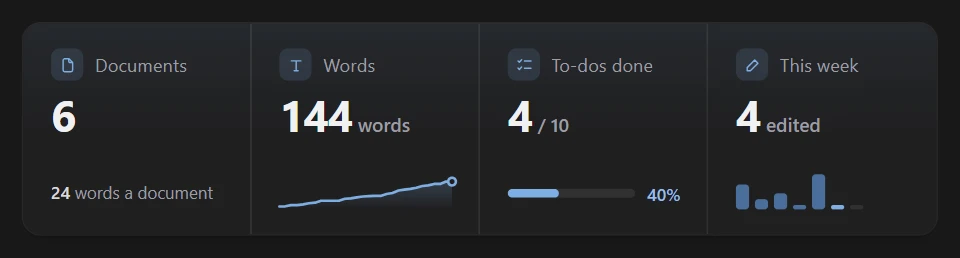 Documents
6
24 words a document
Words
144 words
To-dos done
4 / 10
40%
This week
4 edited